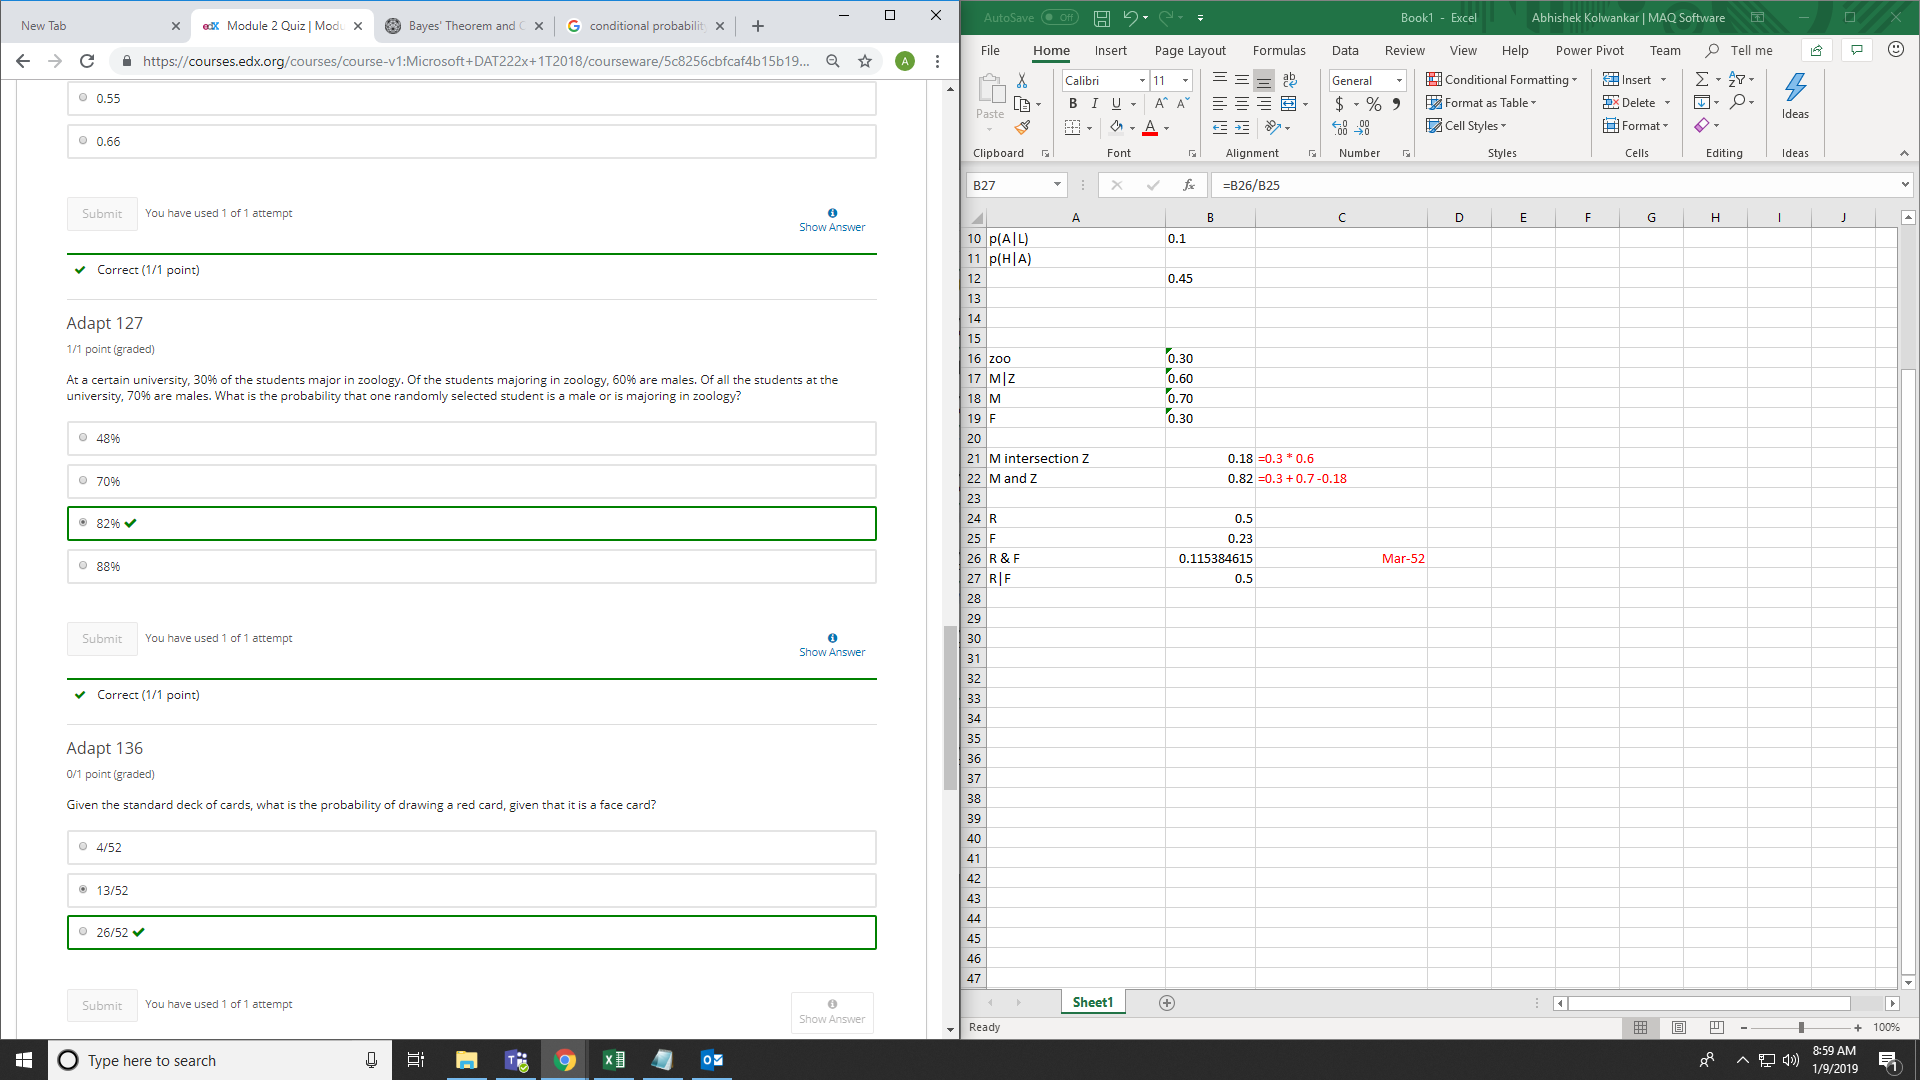 New Tab
edX Module 2 Quiz | Modu
Bayes' Theorem and C
conditional probability
https://courses.edx.org/courses/course-v1:Microsoft+DAT222x+1T2018/courseware/5c8256cbfcaf4b15b19...
A
0.55
0.66
Submit
You have used 1 of 1 attempt
Show Answer
Correct (1/1 point)
Adapt 127
1/1 point (graded)
At a certain university, 30% of the students major in zoology. Of the students majoring in zoology, 60% are males. Of all the students at the
university, 70% are males. What is the probability that one randomly selected student is a male or is majoring in zoology?
48%
70%
82%
88%
Submit
You have used 1 of 1 attempt
Show Answer
Correct (1/1 point)
Adapt 136
0/1 point (graded)
Given the standard deck of cards, what is the probability of drawing a red card, given that it is a face card?
4/52
13/52
26/52
Submit
You have used 1 of 1 attempt
Show Answer
AutoSave Off
Book1 - Excel
Abhishek Kolwankar | MAQ Software
File Home Insert Page Layout Formulas Data Review View Help Power Pivot Team Tell me
Paste
Clipboard
Calibri 11
B I U
Font
ab
Alignment
General
$ % ,
Number
Conditional Formatting
Format as Table
Cell Styles
Styles
Insert
Delete
Format
Cells
Editing
Ideas
Ideas
B27 fx =B26/B25
A B C D E F G H I J
10 p(A|L) 0.1
11 p(H|A)
12 0.45
13
14
15
16 zoo 0.30
17 M|Z 0.60
18 M 0.70
19 F 0.30
20
21 M intersection Z 0.18 =0.3 * 0.6
22 M and Z 0.82 =0.3 + 0.7 -0.18
23
24 R 0.5
25 F 0.23
26 R & F 0.115384615 Mar-52
27 R|F 0.5
28
29
30
31
32
33
34
35
36
37
38
39
40
41
42
43
44
45
46
47
Sheet1
Ready
100%
Type here to search
8:59 AM
1/9/2019
1